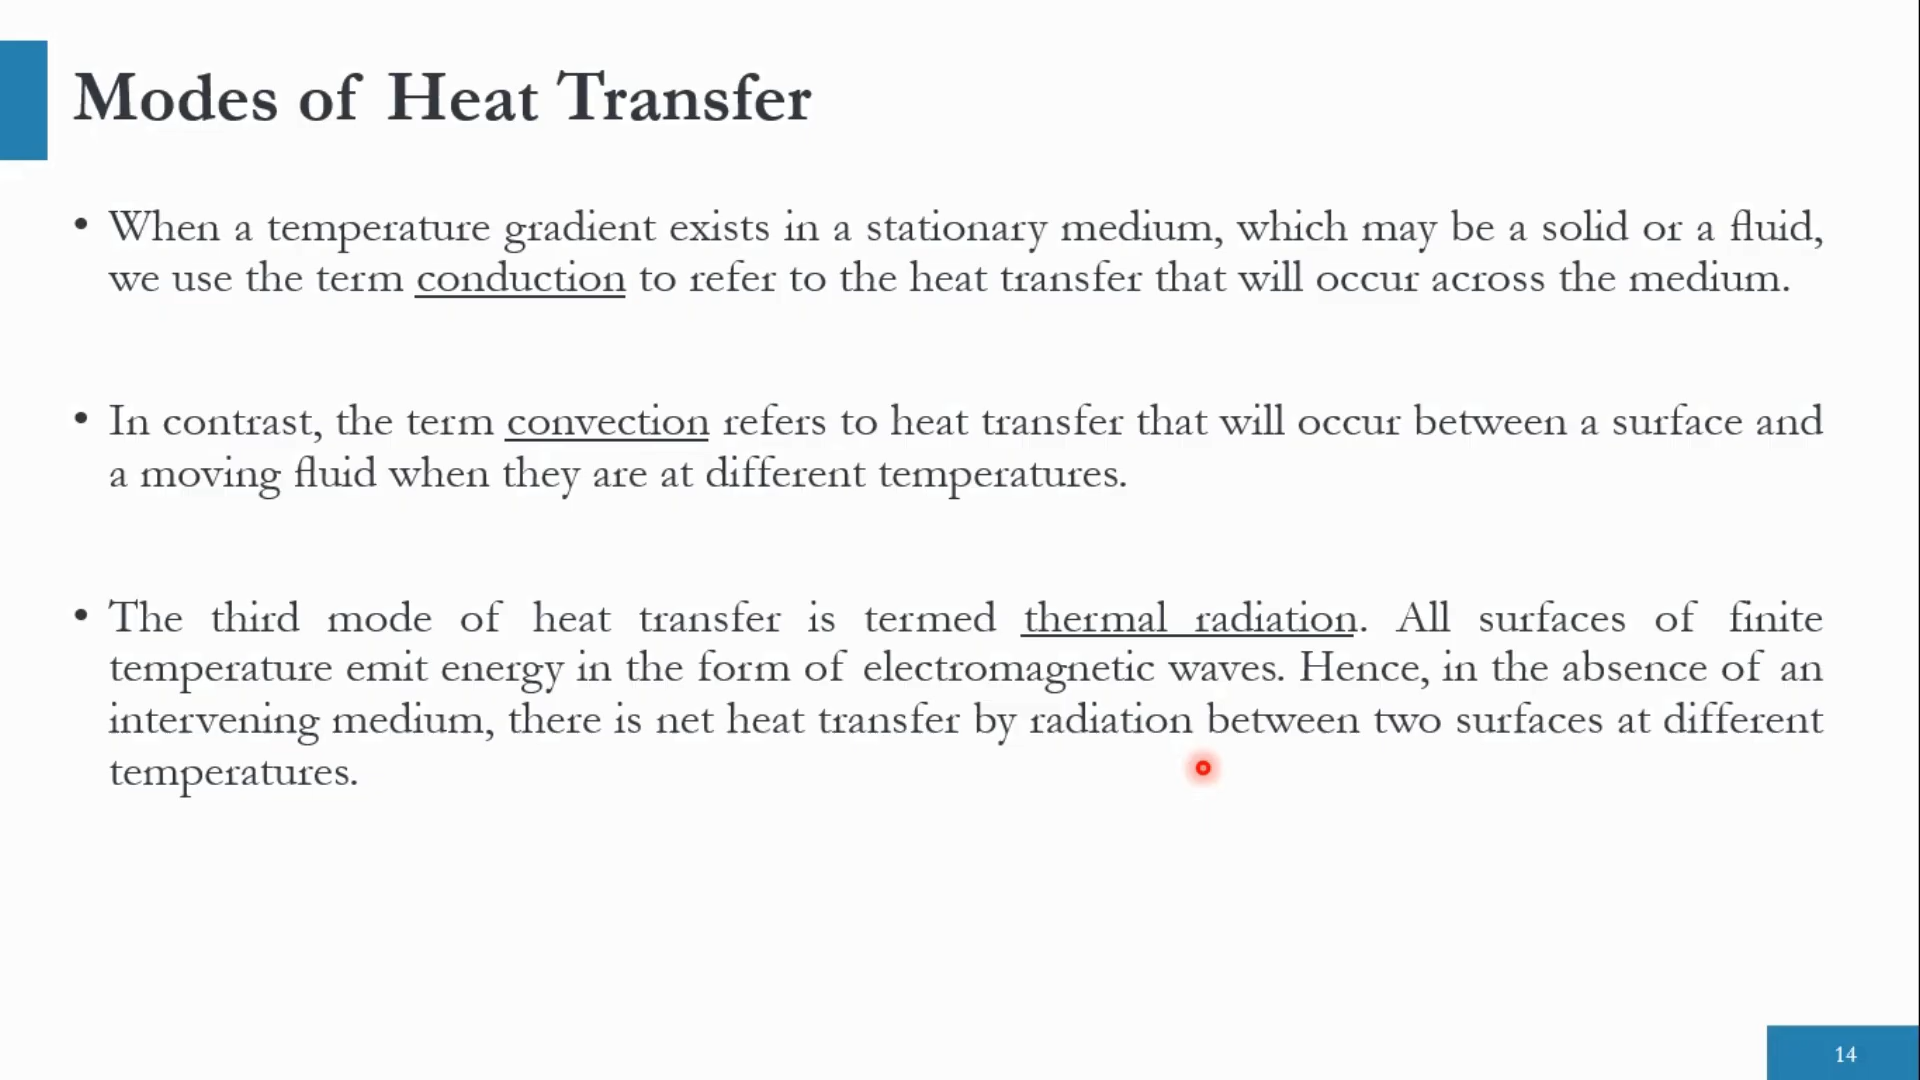 Modes of Heat Transfer
• When a temperature gradient exists in a stationary medium, which may be a solid or a fluid,
we use the term conduction to refer to the heat transfer that will occur across the medium.
• In contrast, the term convection refers to heat transfer that will occur between a surface and
a moving fluid when they are at different temperatures.
• The third mode of heat transfer is termed thermal radiation. All surfaces of finite
temperature emit energy in the form of electromagnetic waves. Hence, in the absence of an
intervening medium, there is net heat transfer by radiation between two surfaces at different
temperatures.
14